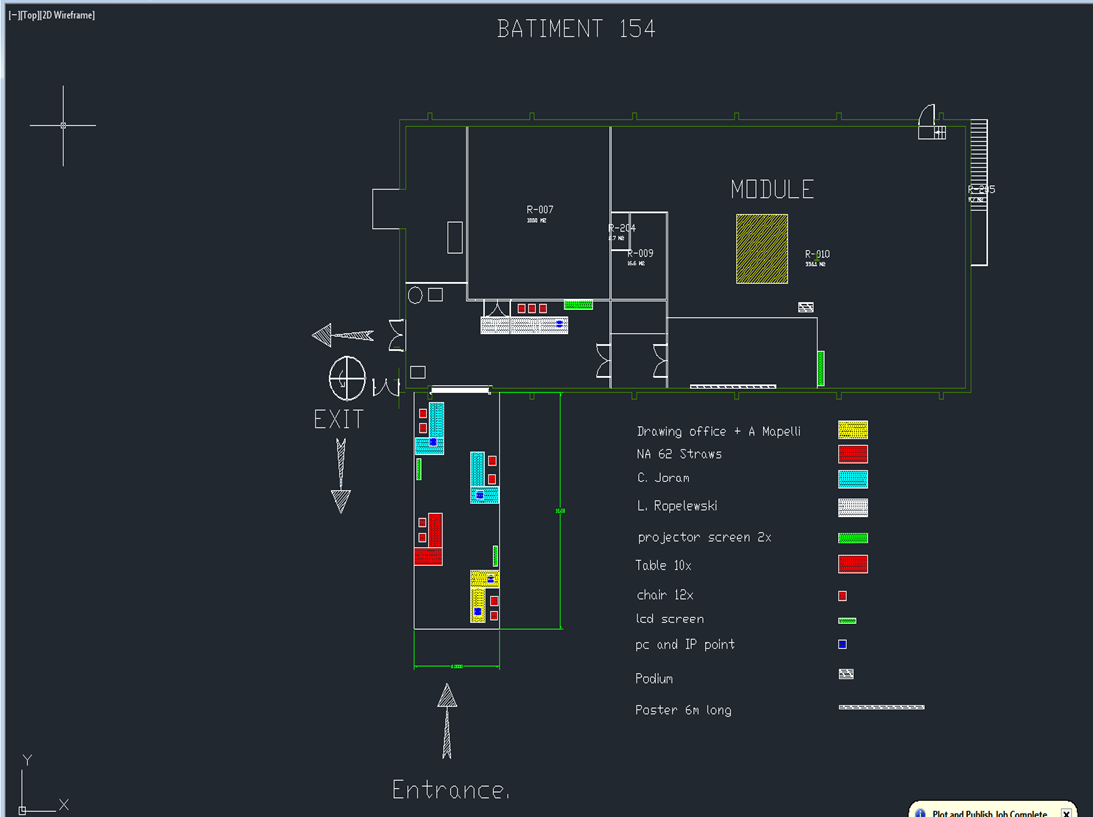 [−][Top][2D Wireframe]
BATIMENT 154
MODULE
R-007
R-204
R-009
R-010
EXIT
Drawing office + A Mapelli
NA 62 Straws
C. Joram
L. Ropelewski
projector screen 2x
Table 10x
chair 12x
lcd screen
pc and IP point
Podium
Poster 6m long
Entrance.
Y
X
Plot and Publish Job Complete